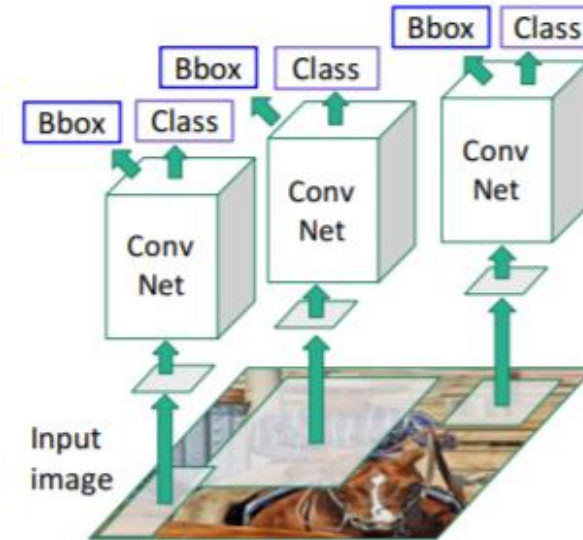 Bbox Class
Bbox Class
Bbox Class
Conv
Net
Conv
Net
Conv
Net
Input
image